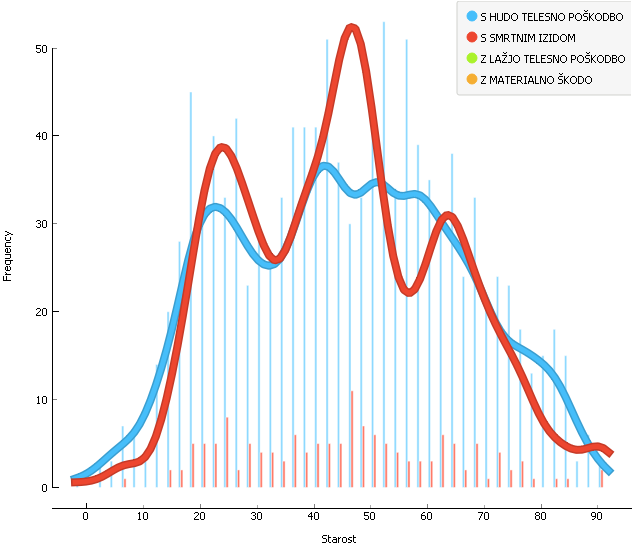 S HUDO TELESNO POŠKODBO
S SMRTNIM IZIDOM
Z LAŽJO TELESNO POŠKODBO
Z MATERIALNO ŠKODO
50
40
30
20
10
0
Frequency
0 10 20 30 40 50 60 70 80 90
Starost